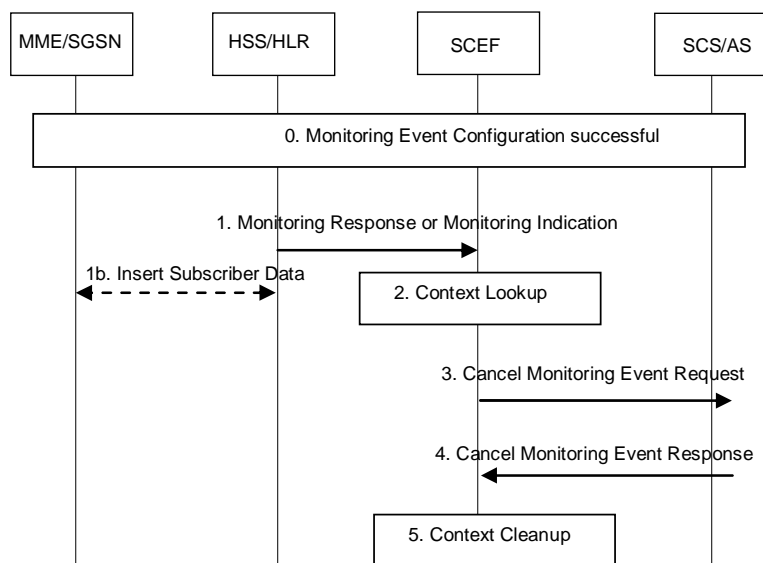 MME/SGSN
HSS/HLR
SCEF
SCS/AS
0. Monitoring Event Configuration successful
1. Monitoring Response or Monitoring Indication
1b. Insert Subscriber Data
2. Context Lookup
3. Cancel Monitoring Event Request
4. Cancel Monitoring Event Response
5. Context Cleanup